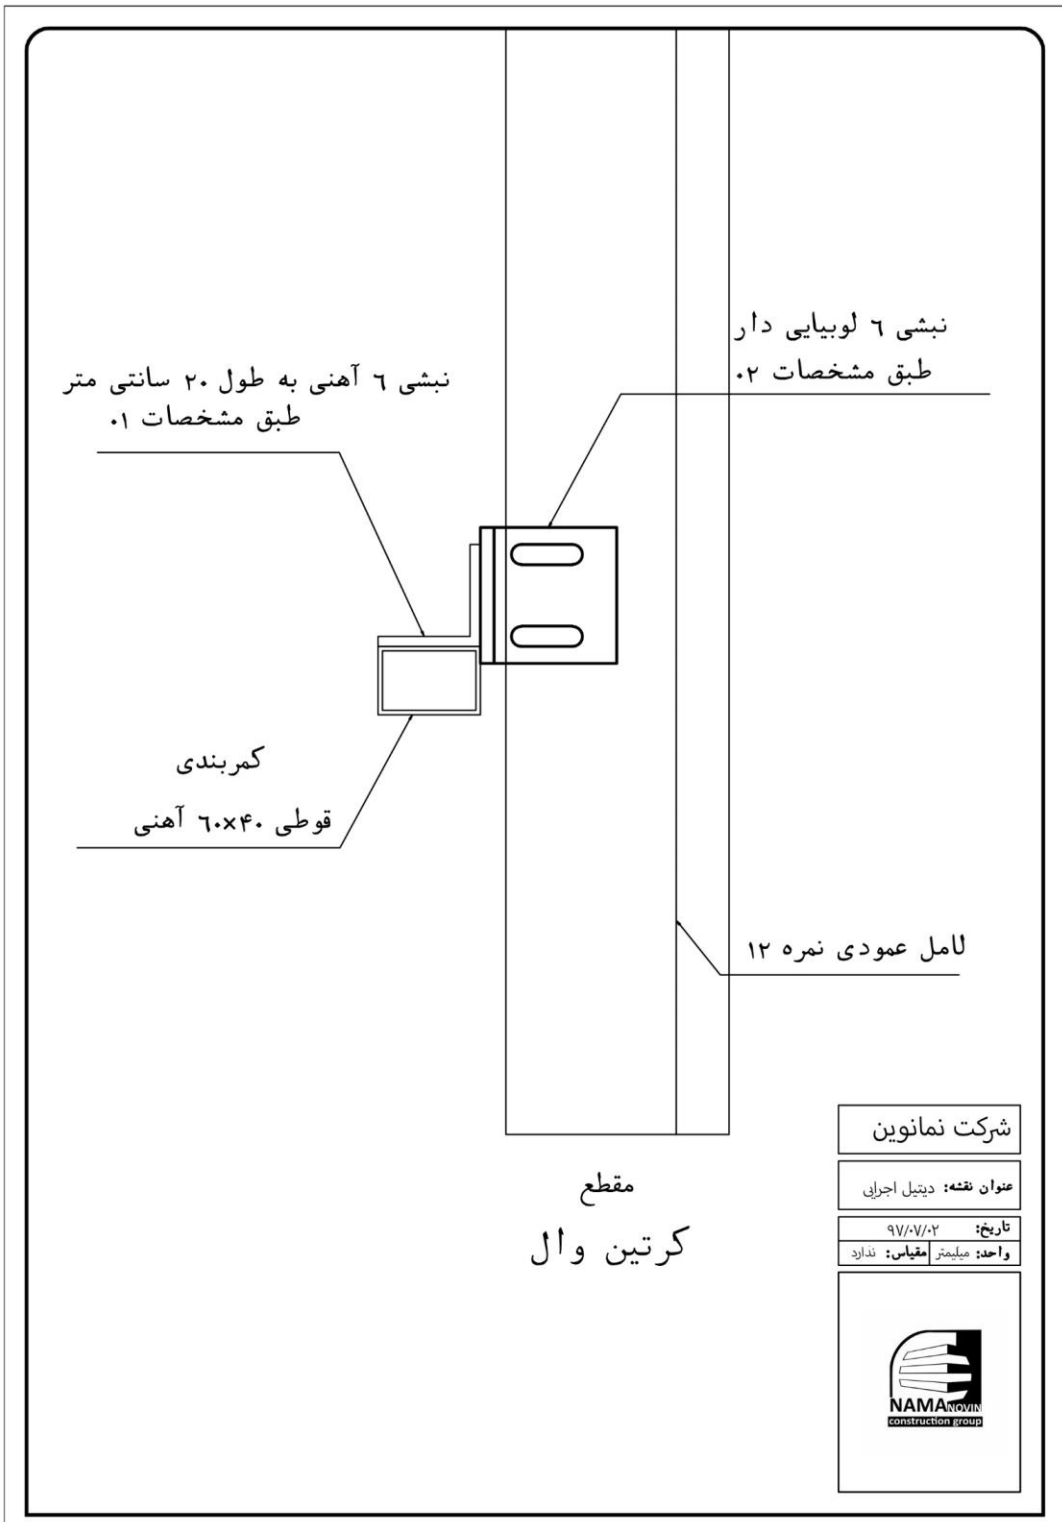 نبشی ٦ لوبیایی دار
طبق مشخصات ۰۲
نبشی ٦ آهنی به طول ۲۰ سانتی متر
طبق مشخصات ۰۱
کمربندی
قوطی ۴۰×٦۰ آهنی
لامل عمودی نمره ۱۲
مقطع
کرتین وال
شرکت نمانوین
عنوان نقشه: دیتیل اجرایی
تاریخ: ۹۷/۰۷/۰۲
واحد: میلیمتر مقیاس: ندارد
NAMA NOVIN
construction group